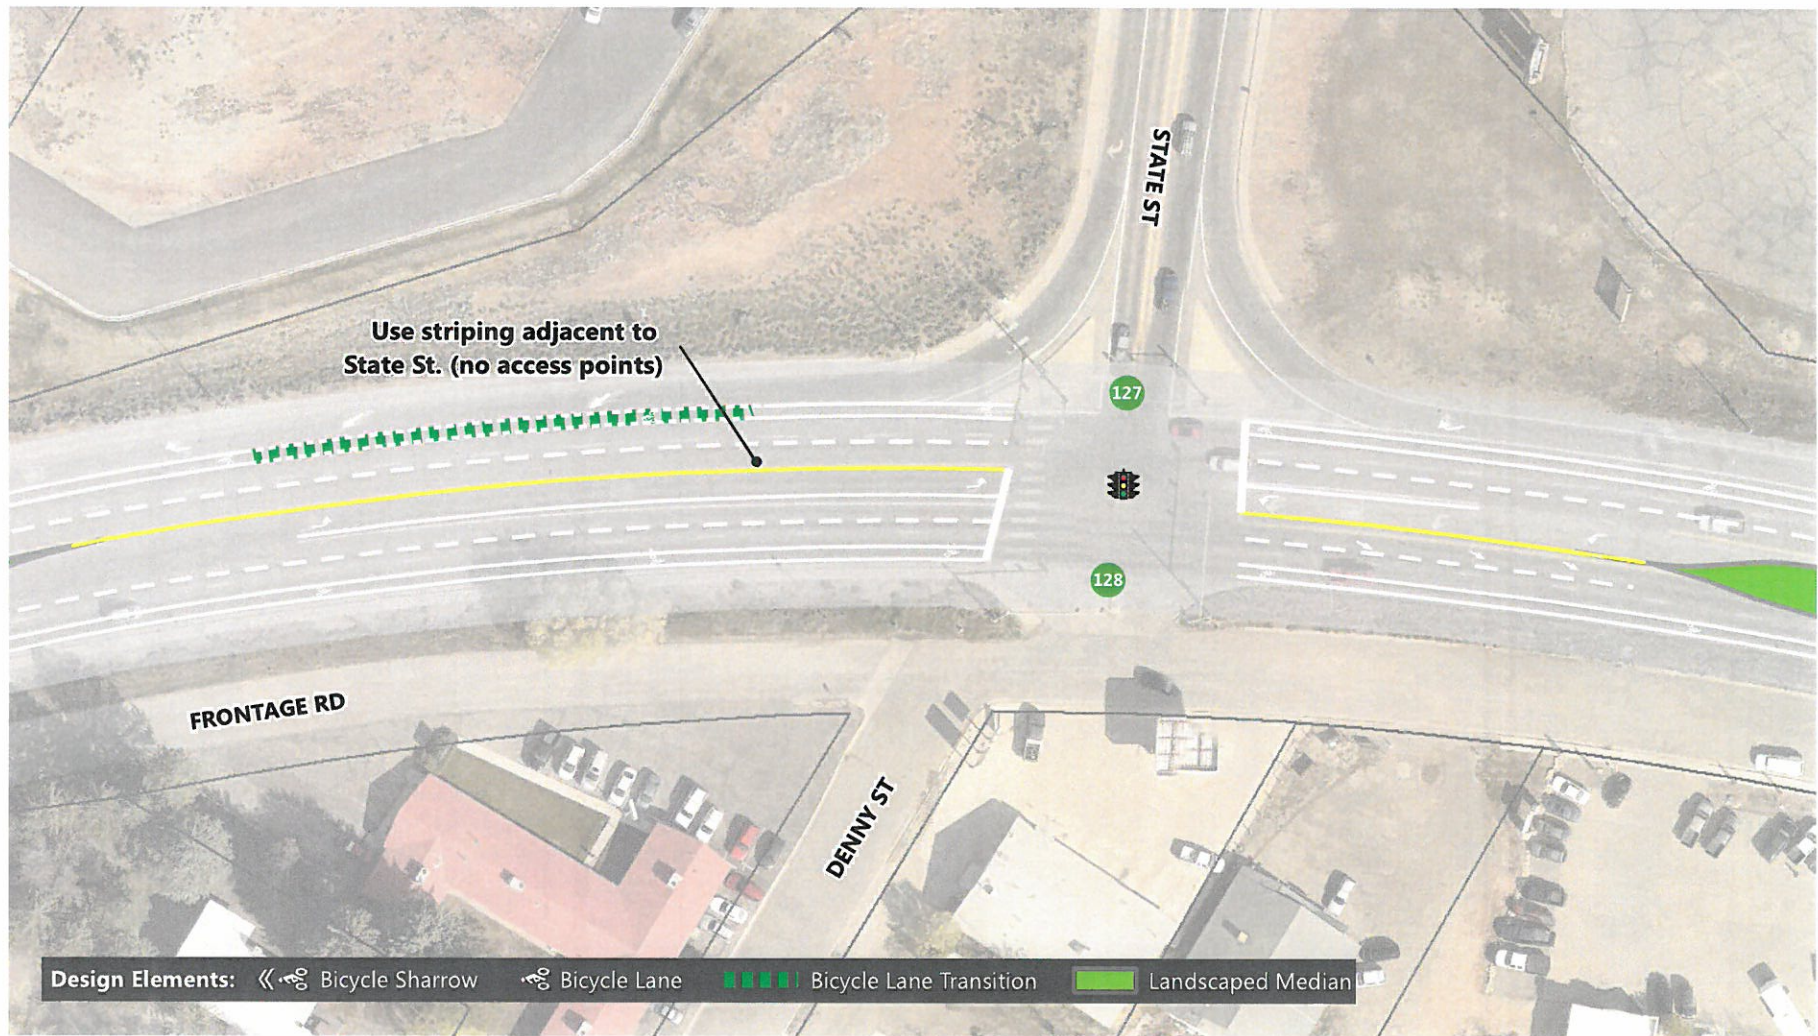 STATE ST
Use striping adjacent to
State St. (no access points)
127
128
FRONTAGE RD
DENNY ST
Design Elements: Bicycle Sharrow Bicycle Lane Bicycle Lane Transition Landscaped Median